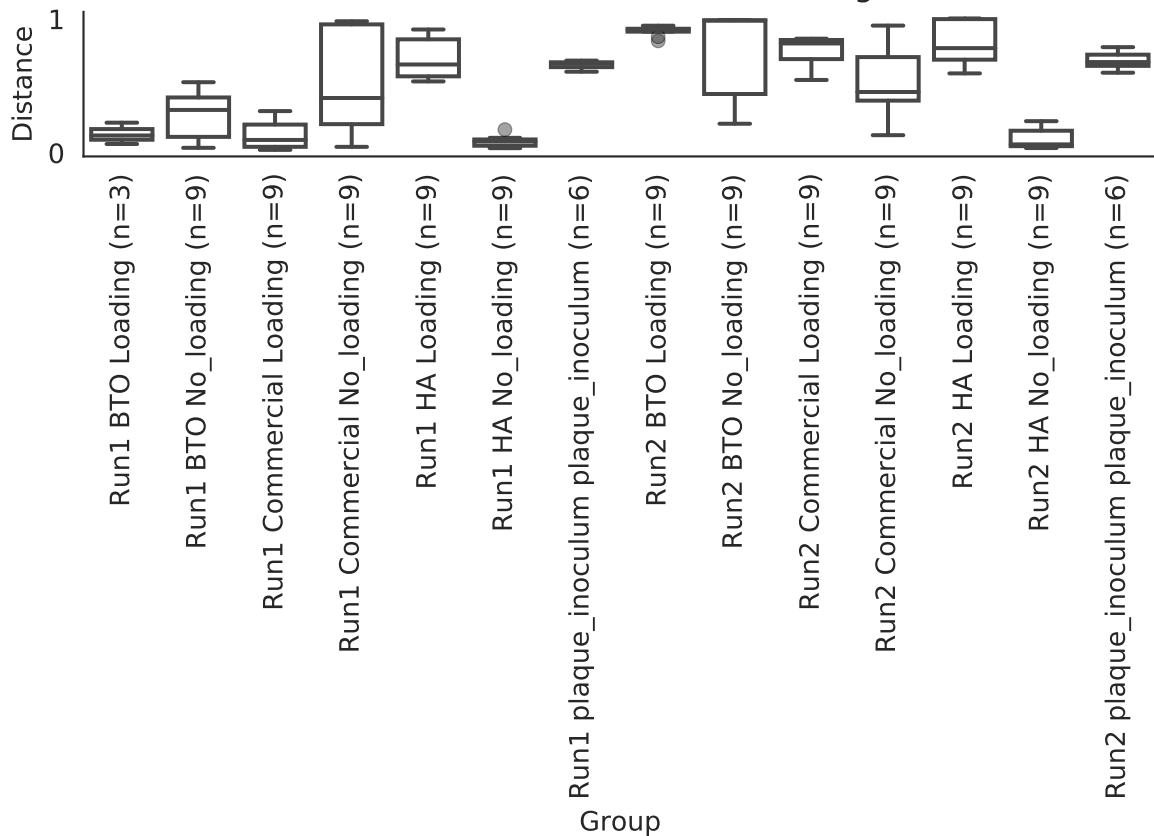 1
Distance
0
Run1 BTO Loading (n=3)
Run1 BTO No_loading (n=9)
Run1 Commercial Loading (n=9)
Run1 Commercial No_loading (n=9)
Run1 HA Loading (n=9)
Run1 HA No_loading (n=9)
Run1 plaque_inoculum plaque_inoculum (n=6)
Run2 BTO Loading (n=9)
Run2 BTO No_loading (n=9)
Run2 Commercial Loading (n=9)
Run2 Commercial No_loading (n=9)
Run2 HA Loading (n=9)
Run2 HA No_loading (n=9)
Run2 plaque_inoculum plaque_inoculum (n=6)
Group